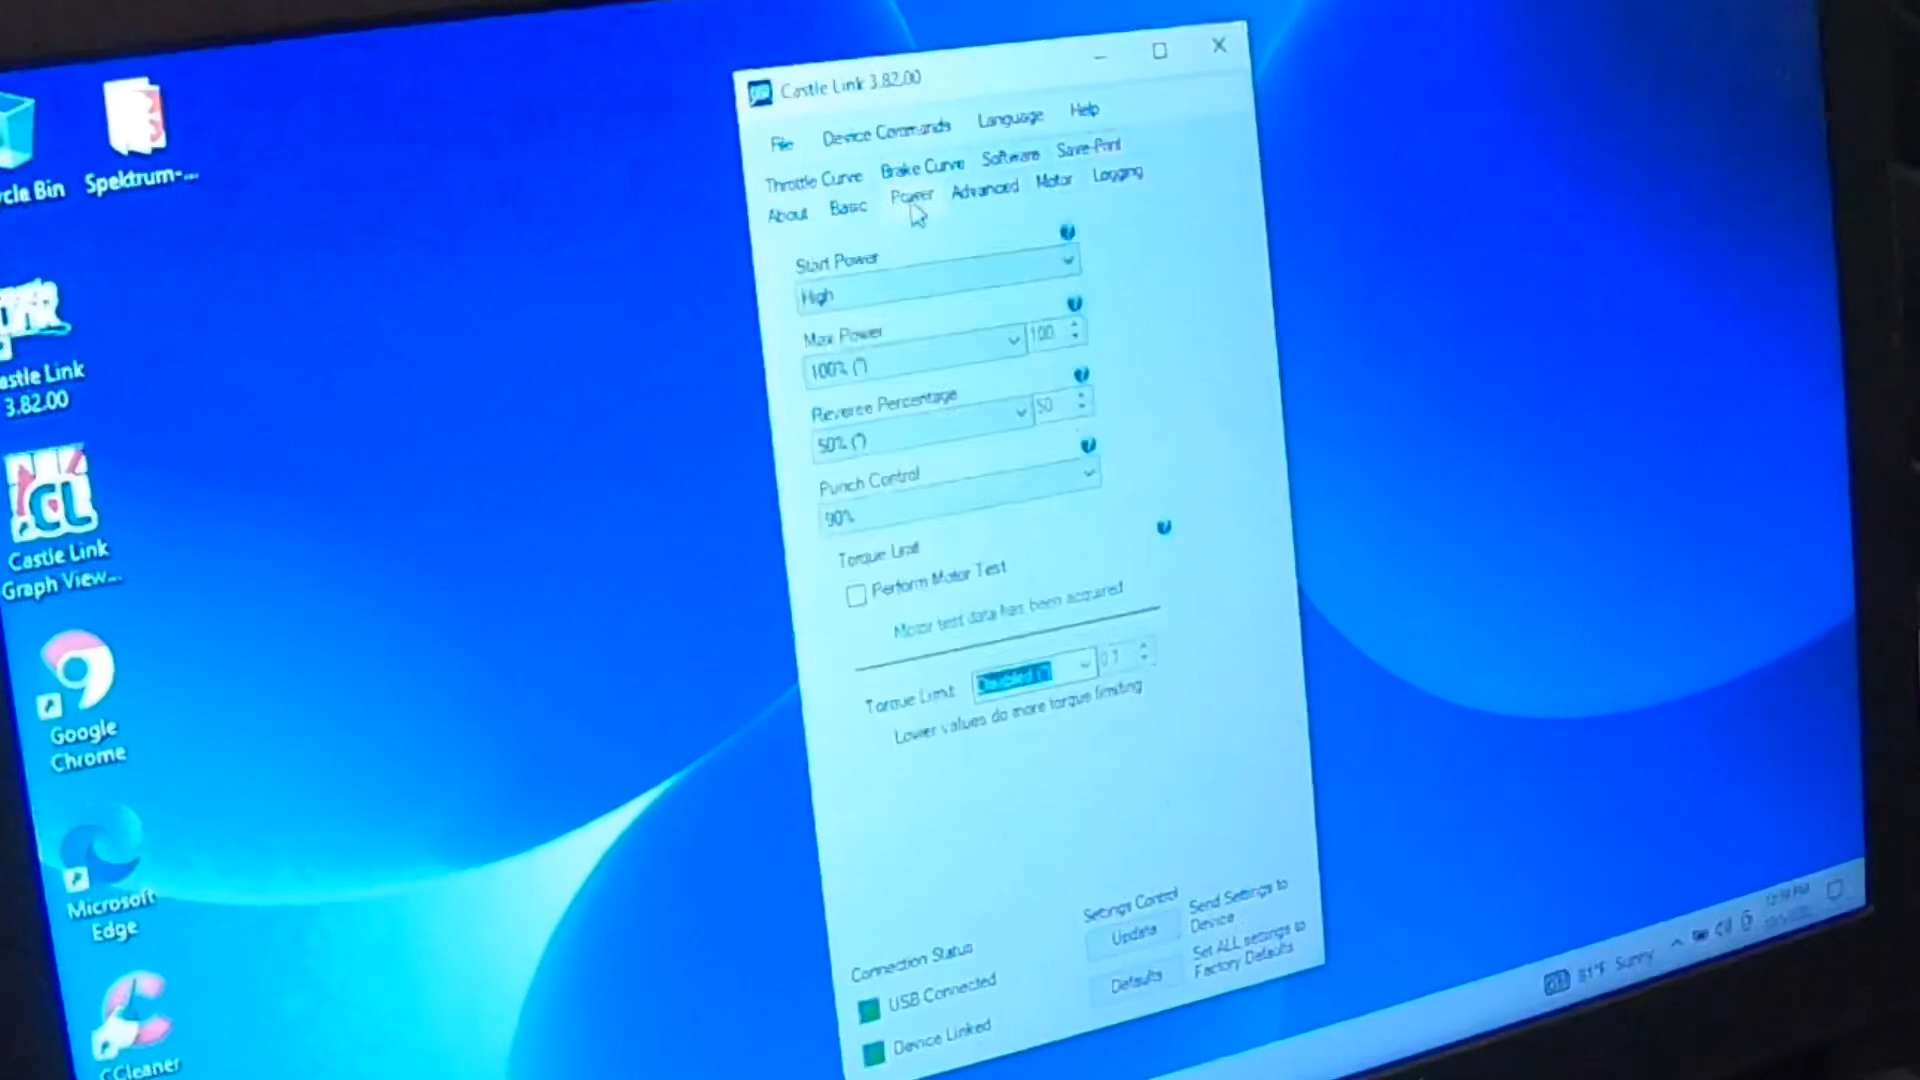 Castle Link 3.82.00
File Device Commands Language Help
Throttle Curve Brake Curve Software Save-Print
About Basic Power Advanced Motor Logging
Start Power
High
Max Power
100% (*) 100
Reverse Percentage
50% (*) 50
Punch Control
90%
Torque Limit
Perform Motor Test
Motor test data has been acquired
Torque Limit: Disabled (*)
Lower values do more torque limiting
Settings Control
Update
Send Settings to
Device
Defaults
Set ALL settings to
Factory Defaults
Connection Status
USB Connected
Device Linked
cle Bin
Spektrum-...
astle Link
3.82.00
CL
Castle Link
Graph View...
Google
Chrome
Microsoft
Edge
CCleaner
81°F Sunny